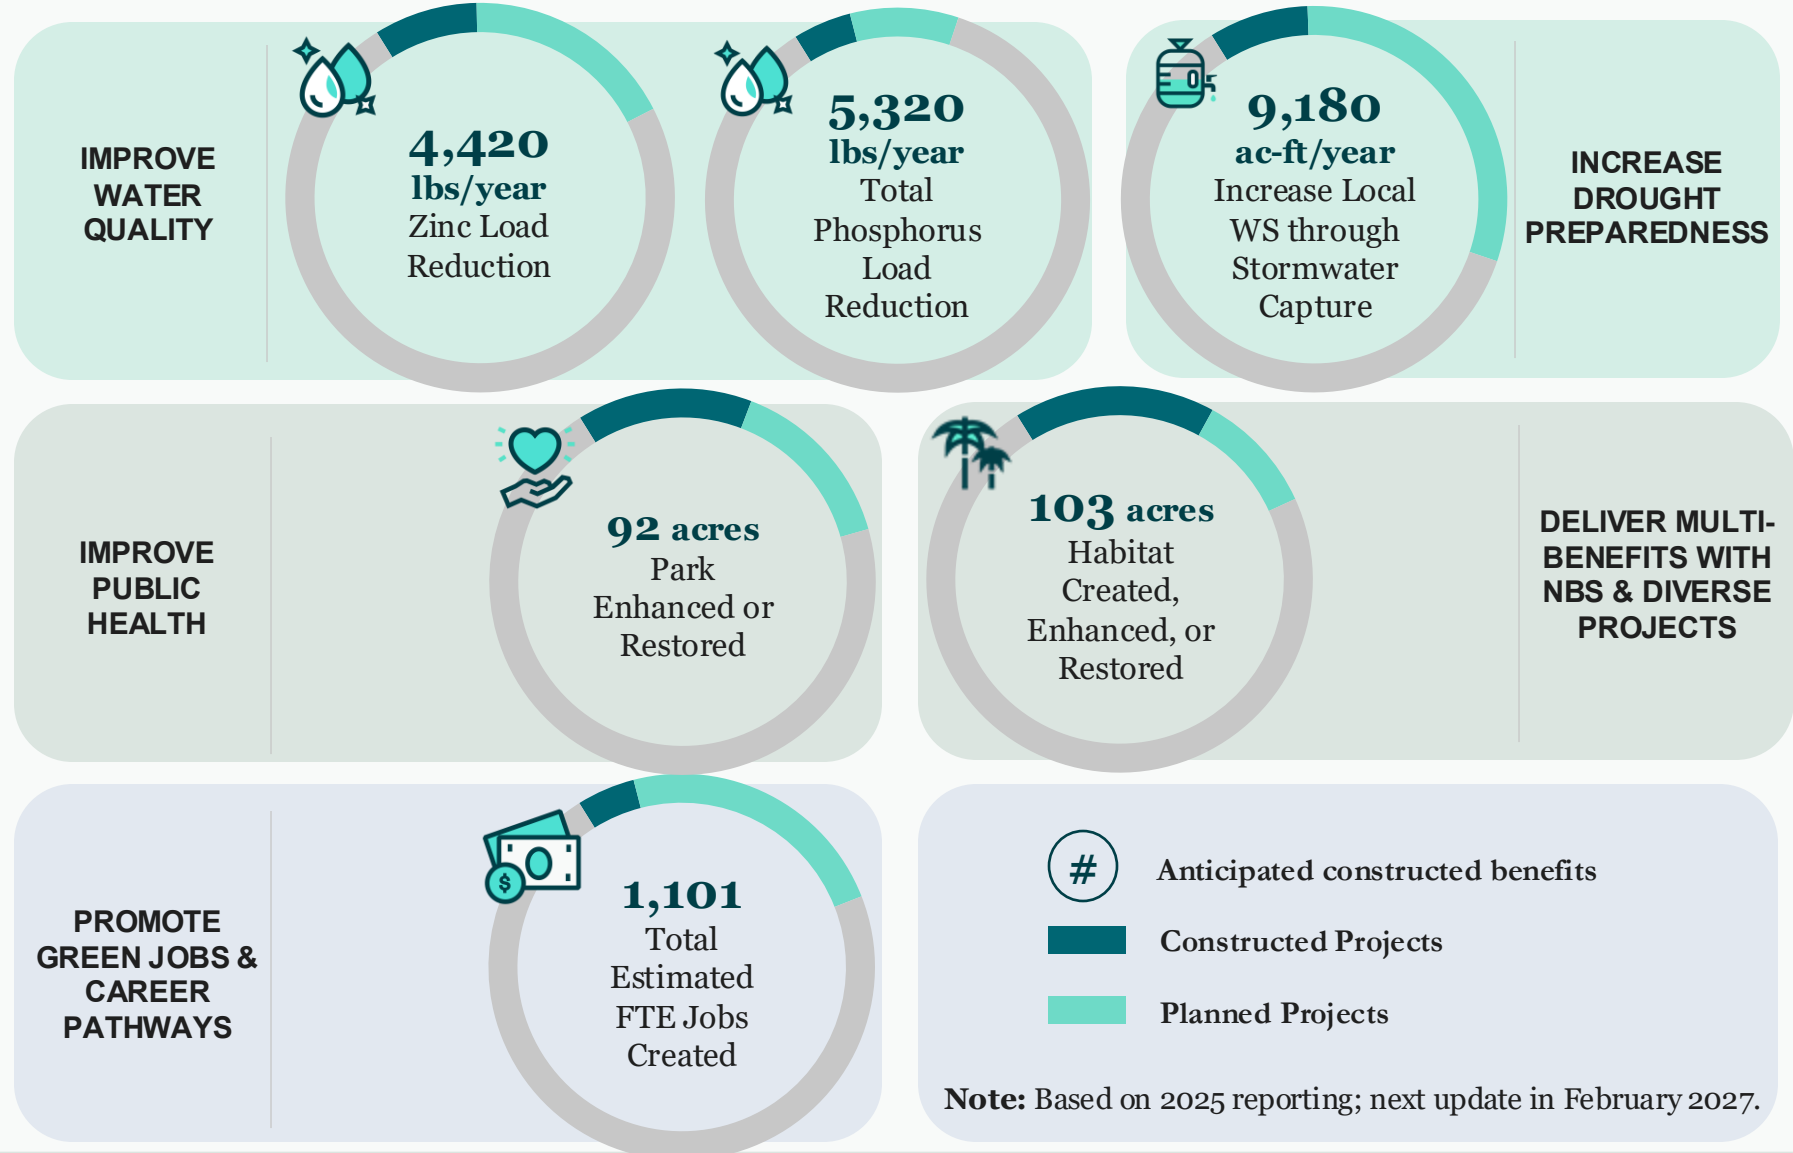 IMPROVE
WATER
QUALITY
4,420
lbs/year
Zinc Load
Reduction
5,320
lbs/year
Total
Phosphorus
Load
Reduction
9,180
ac-ft/year
Increase Local
WS through
Stormwater
Capture
INCREASE
DROUGHT
PREPAREDNESS
IMPROVE
PUBLIC
HEALTH
92 acres
Park
Enhanced or
Restored
103 acres
Habitat
Created,
Enhanced, or
Restored
DELIVER MULTI-
BENEFITS WITH
NBS & DIVERSE
PROJECTS
PROMOTE
GREEN JOBS &
CAREER
PATHWAYS
$
1,101
Total
Estimated
FTE Jobs
Created
# Anticipated constructed benefits
Constructed Projects
Planned Projects
Note: Based on 2025 reporting; next update in February 2027.